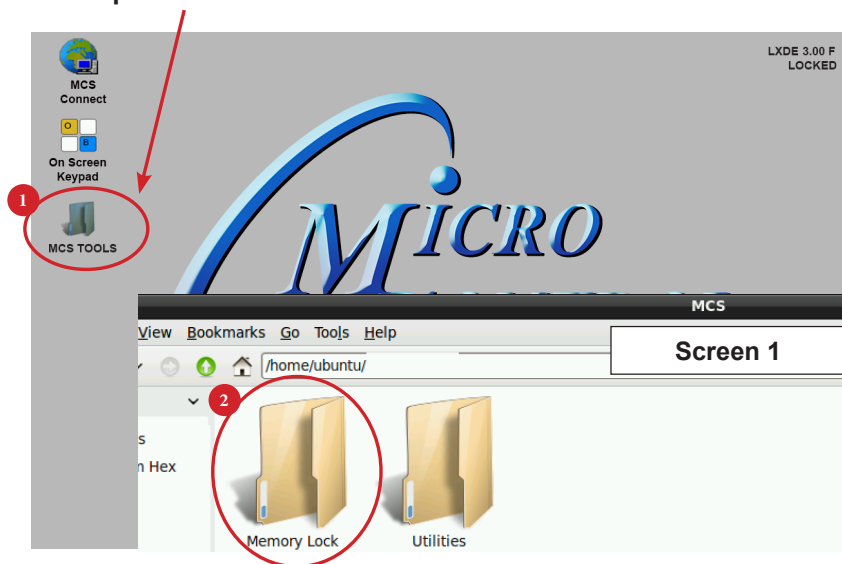 LXDE 3.00 F
LOCKED
MCS
Connect
O
B
On Screen
Keypad
1
MCS TOOLS
MICRO
MCS
View Bookmarks Go Tools Help
Screen 1
/home/ubuntu/
2
Hex
Memory Lock
Utilities